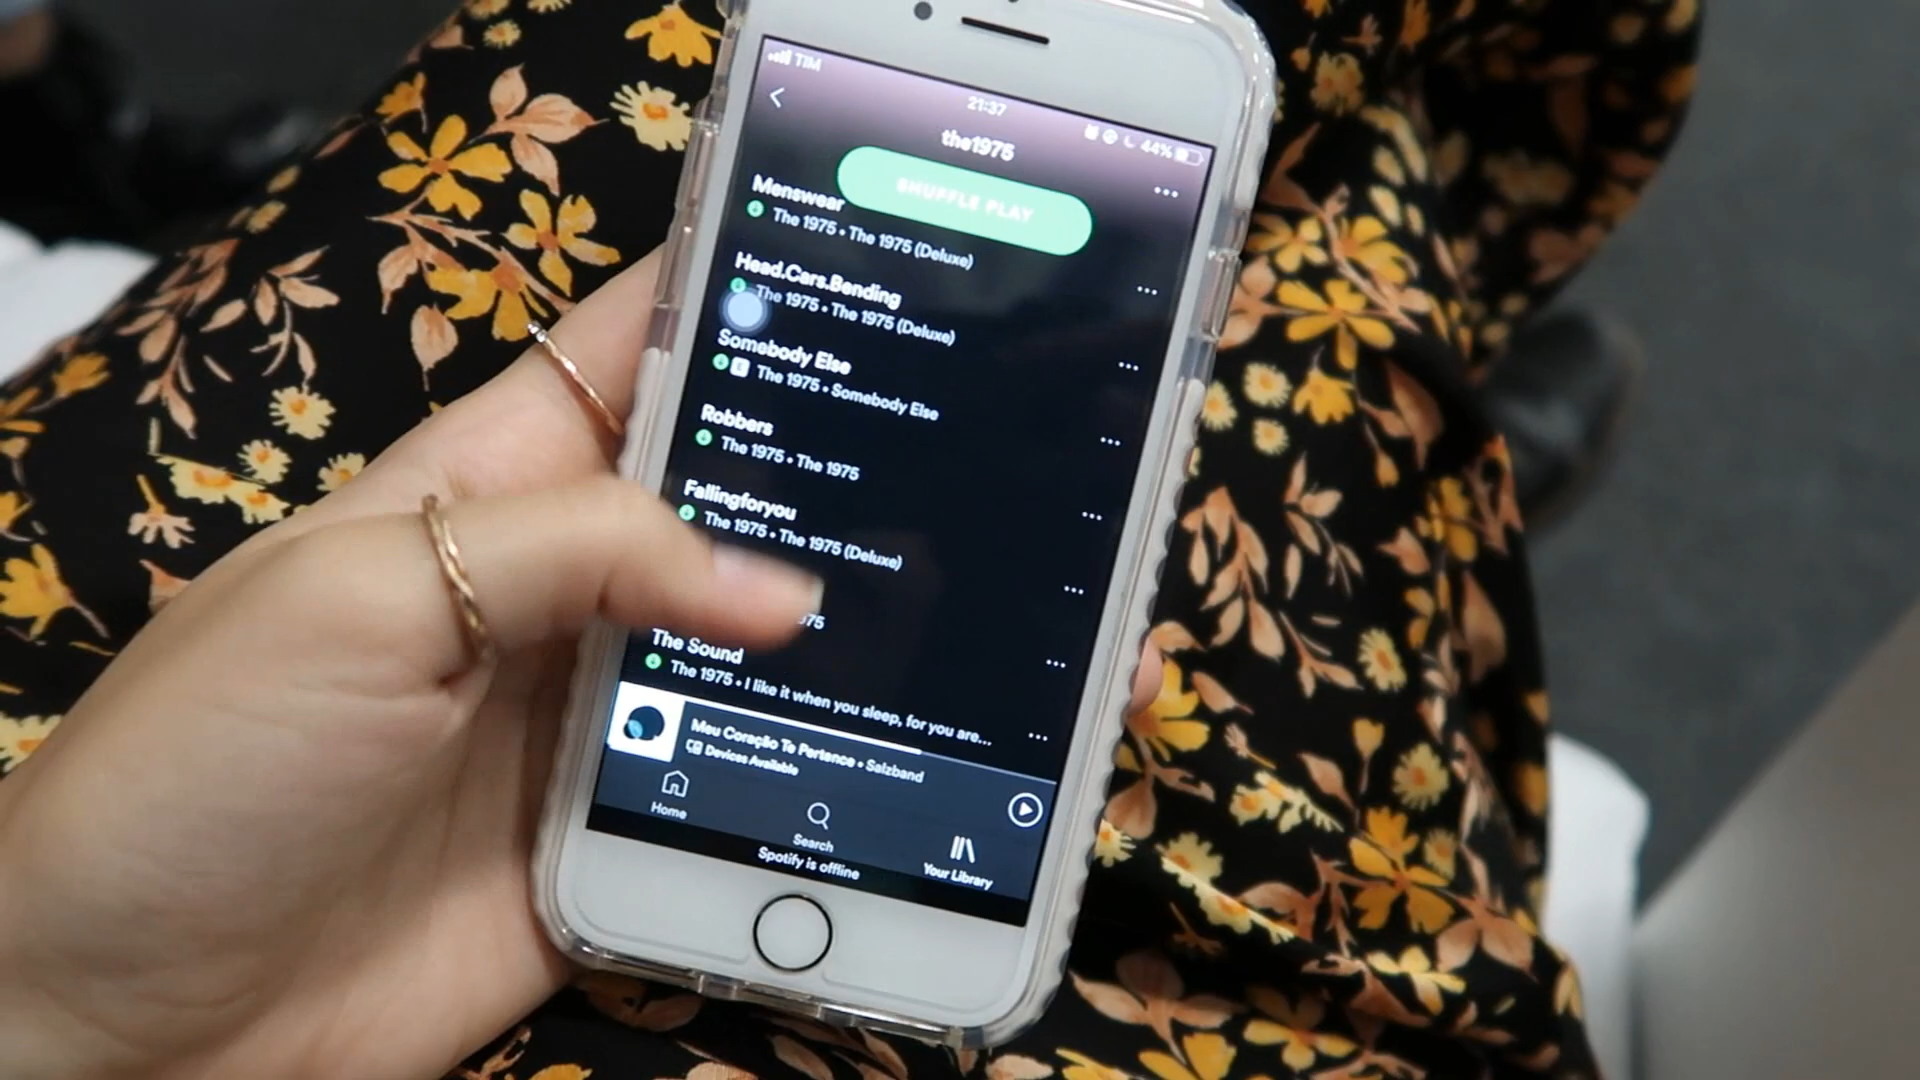 TIM
21:37
44%
the1975
SHUFFLE PLAY
Menswear
The 1975 • The 1975 (Deluxe)
Head.Cars.Bending
The 1975 • The 1975 (Deluxe)
Somebody Else
E The 1975 • Somebody Else
Robbers
The 1975 • The 1975
Fallingforyou
The 1975 • The 1975 (Deluxe)
75
The Sound
The 1975 • I like it when you sleep, for you are...
Meu Coração Te Pertence • Salzband
Devices Available
Home
Search
Your Library
Spotify is offline